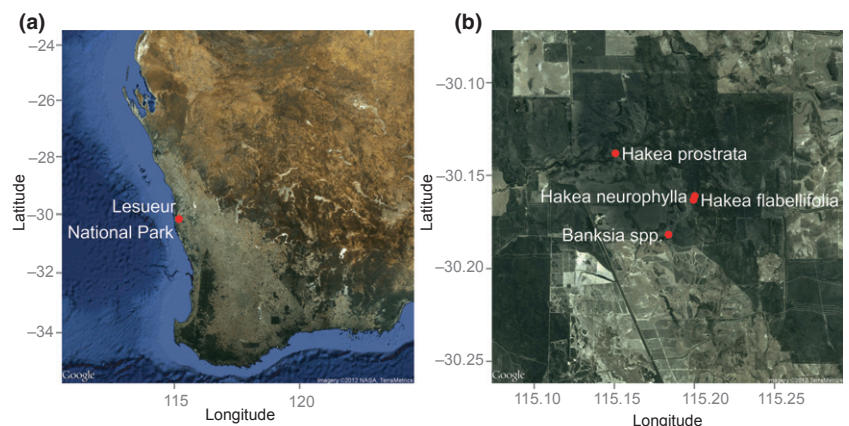 (a)
Latitude
−24
−26
−28
−30
−32
−34
Lesueur
National Park
Google
Imagery ©2012 NASA, TerraMetrics
115
120
Longitude
(b)
Latitude
−30.10
−30.15
−30.20
−30.25
Hakea prostrata
Hakea neurophylla
Hakea flabellifolia
Banksia spp.
Google
Imagery ©2012 TerraMetrics
115.10
115.15
115.20
115.25
Longitude